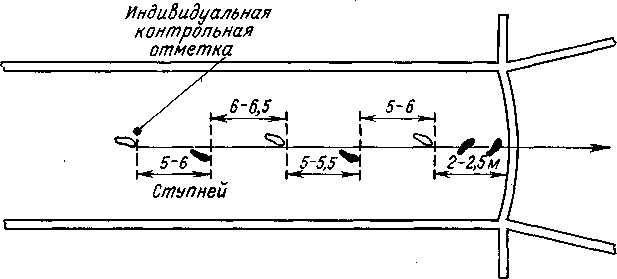 Индивидуальная
контрольная
отметка
6-6,5
5-6
5-6
5-5,5
2-2,5м
Ступней